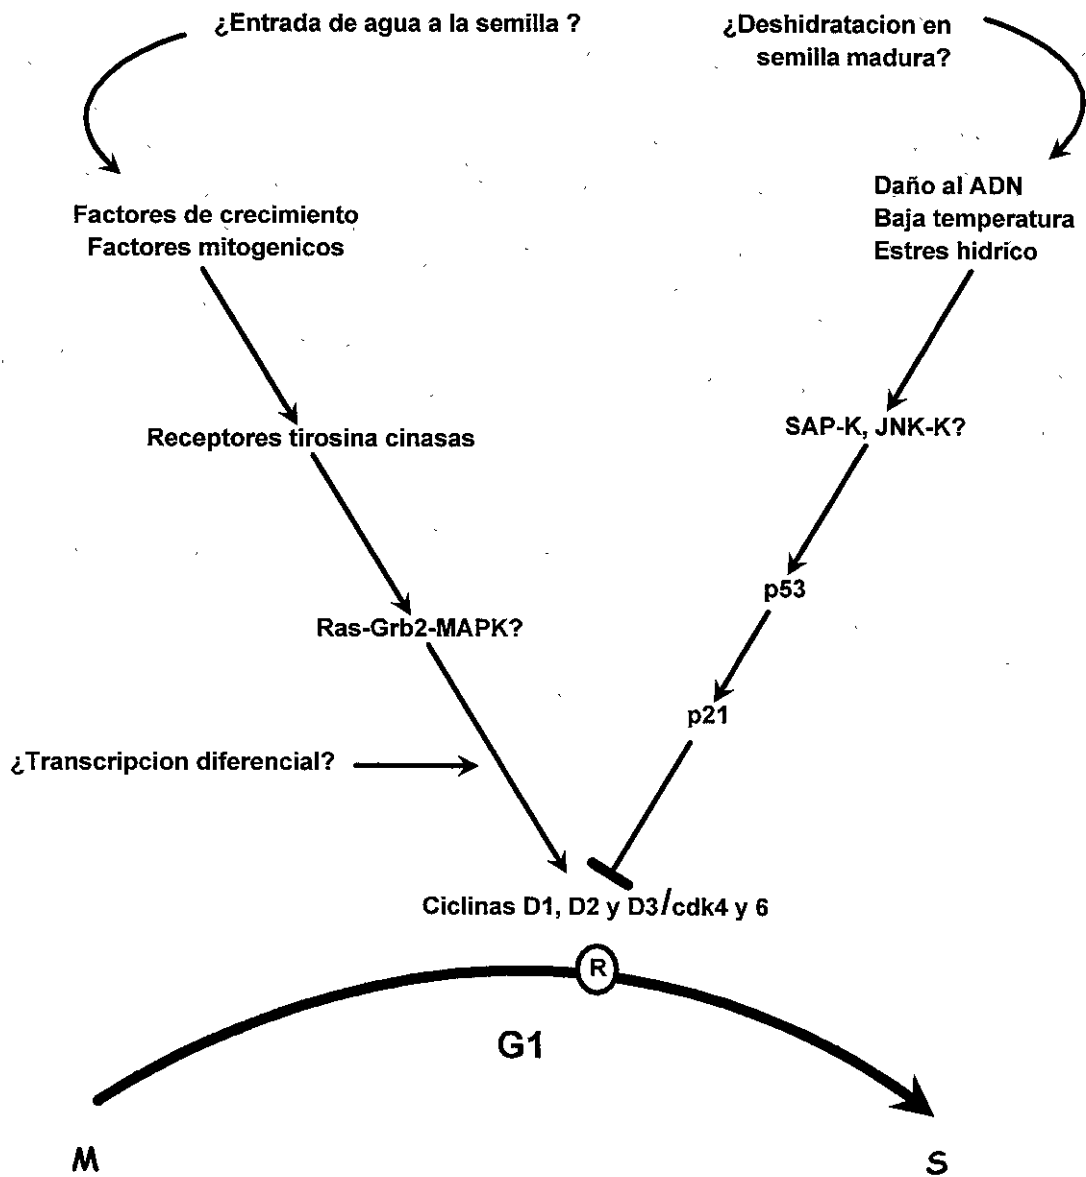 ¿Entrada de agua a la semilla ?
¿Deshidratacion en
semilla madura?
Factores de crecimiento
Factores mitogenicos
Daño al ADN
Baja temperatura
Estres hidrico
Receptores tirosina cinasas
SAP-K, JNK-K?
p53
Ras-Grb2-MAPK?
p21
¿Transcripcion diferencial?
Ciclinas D1, D2 y D3/cdk4 y 6
R
G1
M
S